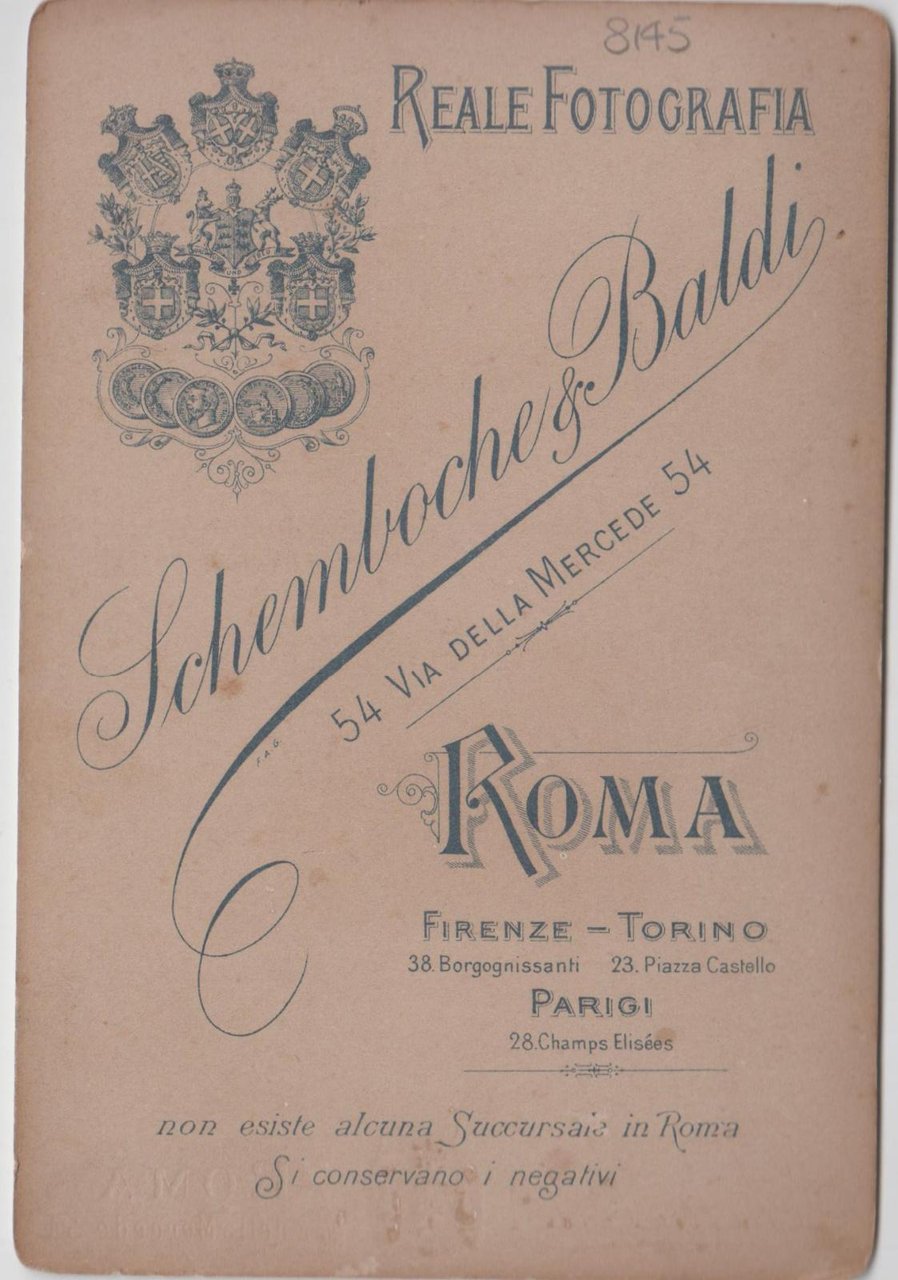 8145
REALE FOTOGRAFIA
Schemboche & Baldi
54 VIA DELLA MERCEDE 54
F. A. G.
ROMA
FIRENZE - TORINO
38. Borgognissanti 23. Piazza Castello
PARIGI
28. Champs Elisées
non esiste alcuna Succursale in Roma
Si conservano i negativi